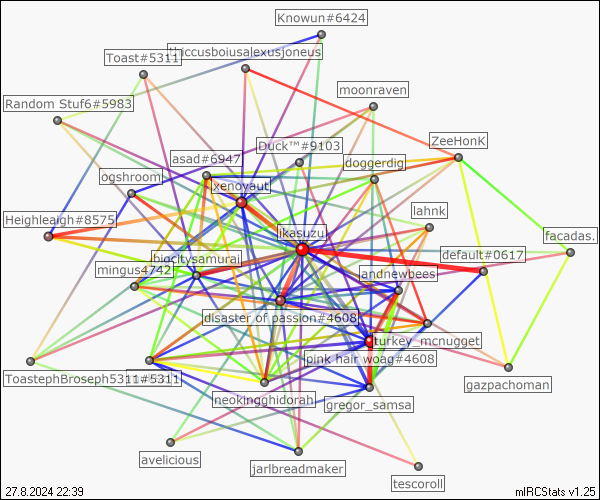 Knowun#6424
thiccusboiusalexusjoneus
Toast#5311
moonraven
Random Stuf6#5983
Duck™#9103
ZeeHonK
asad#6947
doggerdig
ogshroom
xenoyaut
lahnk
Heighleaigh#8575
ikasuzu
facadas.
bigcitysamurai
default#0617
mingus4742
andnewbees
disaster of passion#4608
turkey_mcnugget
pink hair woag#4608
ToastephBroseph5311#5311
gazpachoman
neokingghidorah
gregor_samsa
avelicious
jarlbreadmaker
tescoroll
27.8.2024 22:39
mIRCStats v1.25